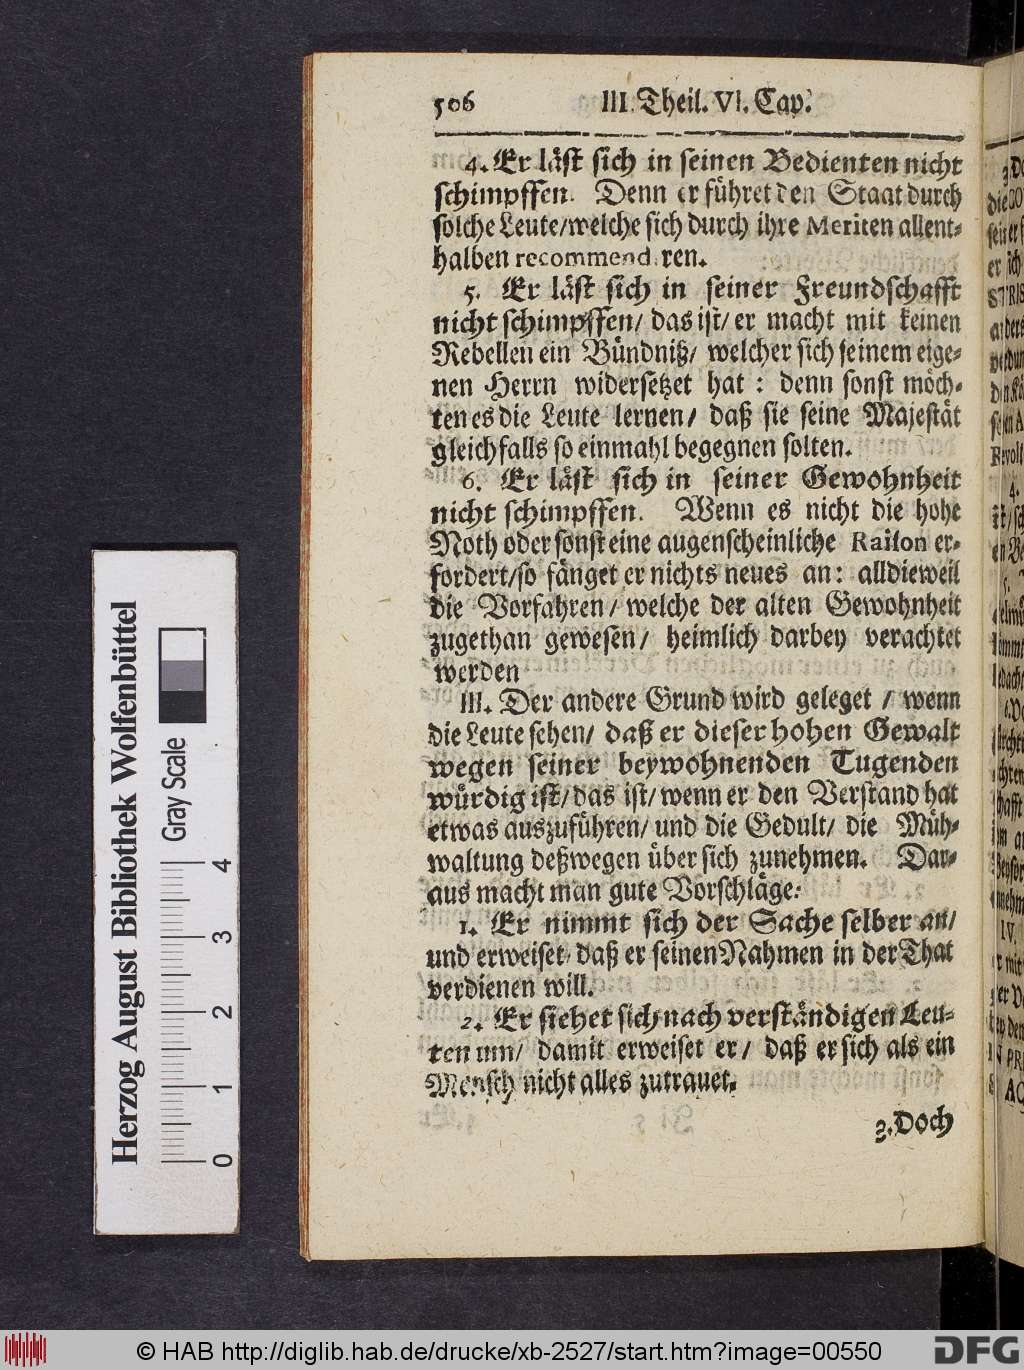 506 III. Theil. VI. Cap.
4. Er läſt ſich in ſeinen Bedienten nicht
ſchimpffen. Denn er führet den Staat durch
ſolche Leute/welche ſich durch ihre Meriten allent⸗
halben recommend ren.
5. Er läſt ſich in ſeiner Freundſchafft
nicht ſchimpffen/ das iſt/ er macht mit keinen
Rebellen ein Bündniß/ welcher ſich ſeinem eige⸗
nen Herrn widerſetzet hat : denn ſonſt möch⸗
ten es die Leute lernen/ daß ſie ſeine Majeſtät
gleichfalls ſo einmahl begegnen ſolten.
6. Er läſt ſich in ſeiner Gewohnheit
nicht ſchimpffen. Wenn es nicht die hohe
Noth oder ſonſt eine augenſcheinliche Raiſon er⸗
fordert/ſo fänget er nichts neues an: alldieweil
die Vorfahren/ welche der alten Gewohnheit
zugethan geweſen/ heimlich darbey verachtet
werden
III. Der andere Grund wird geleget / wenn
die Leute ſehen/ daß er dieſer hohen Gewalt
wegen ſeiner beywohnenden Tugenden
würdig iſt/ das iſt/ wenn er den Verſtand hat
etwas auszuführen/ und die Gedult/ die Müh⸗
waltung deßwegen über ſich zunehmen. Dar⸗
aus macht man gute Vorſchläge:
1. Er nimmt ſich der Sache ſelber an/
und erweiſet/ daß er ſeinen Nahmen in der That
verdienen will.
2. Er ſiehet ſich nach verſtändigen Leu⸗
ten um/ damit erweiſet er/ daß er ſich als ein
Menſch nicht alles zutrauet.
3. Doch
Herzog August Bibliothek Wolfenbüttel
Gray Scale
0 1 2 3 4
© HAB http://diglib.hab.de/drucke/xb-2527/start.htm?image=00550
DFG